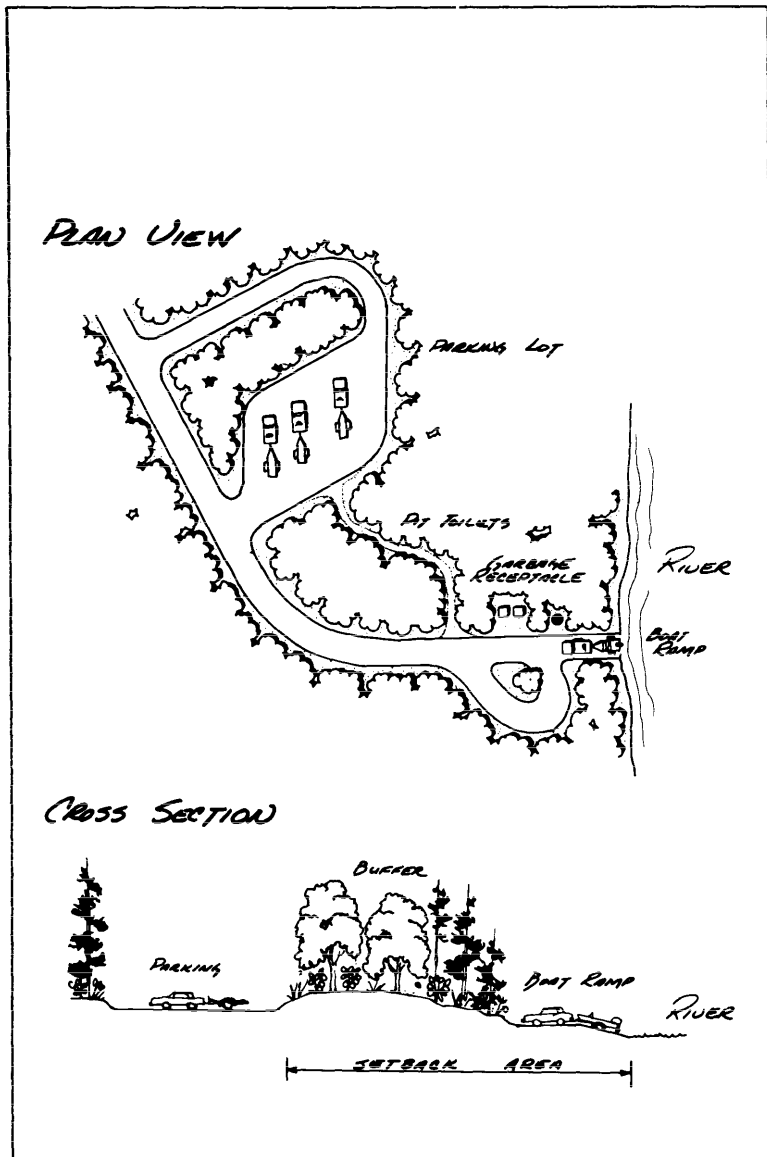 PLAN VIEW
PARKING LOT
PIT TOILETS
GARBAGE
RECEPTACLE
RIVER
BOAT
RAMP
CROSS SECTION
BUFFER
PARKING
BOAT RAMP
RIVER
SETBACK AREA